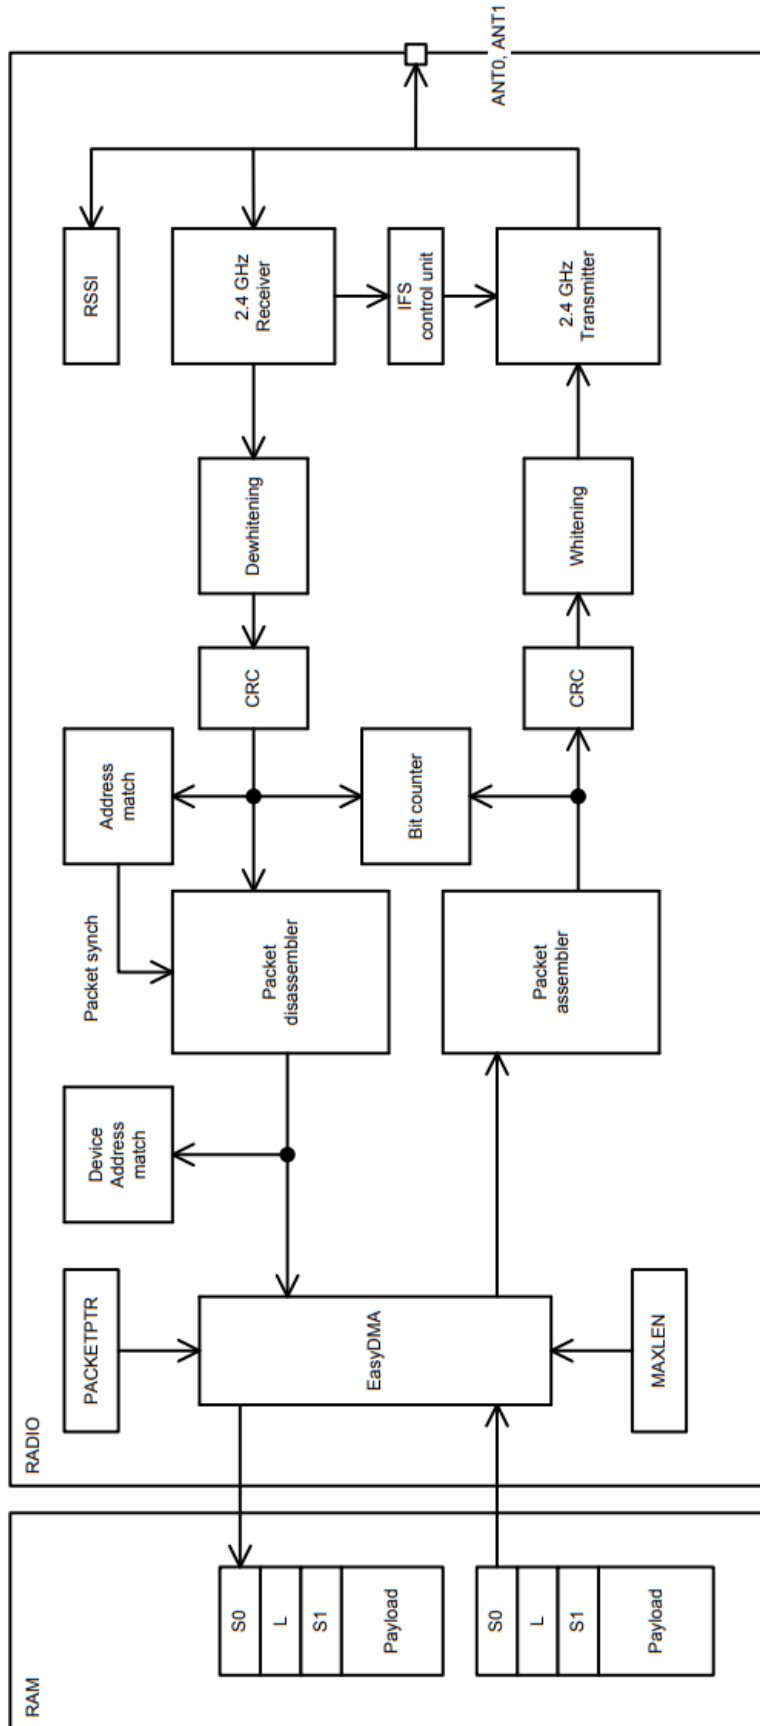 RAM
RADIO
PACKETPTR
Device
Address
match
Packet synch
Address
match
RSSI
S0
L
S1
Payload
EasyDMA
Packet
disassembler
CRC
Dewhitening
2.4 GHz
Receiver
Bit counter
IFS
control unit
ANT0, ANT1
S0
L
S1
Payload
Packet
assembler
CRC
Whitening
2.4 GHz
Transmitter
MAXLEN